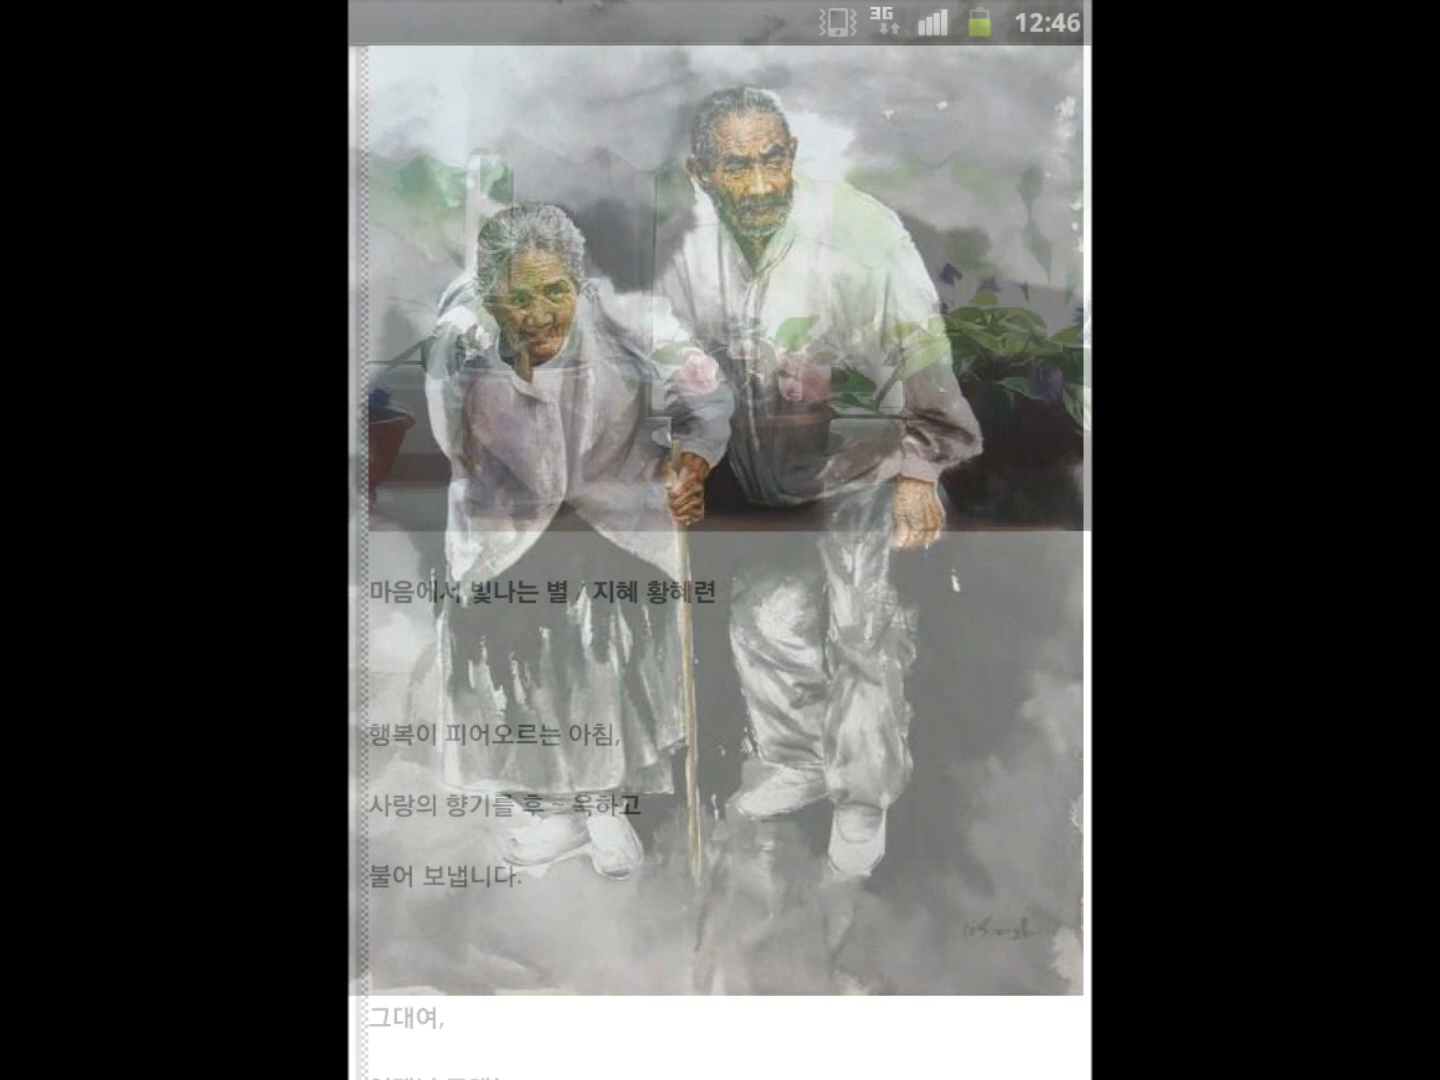 3G
12:46
마음에서 빛나는 별 / 지혜 황혜련
행복이 피어오르는 아침,
사랑의 향기를 후 ~ 욱하고
불어 보냅니다.
그대여,